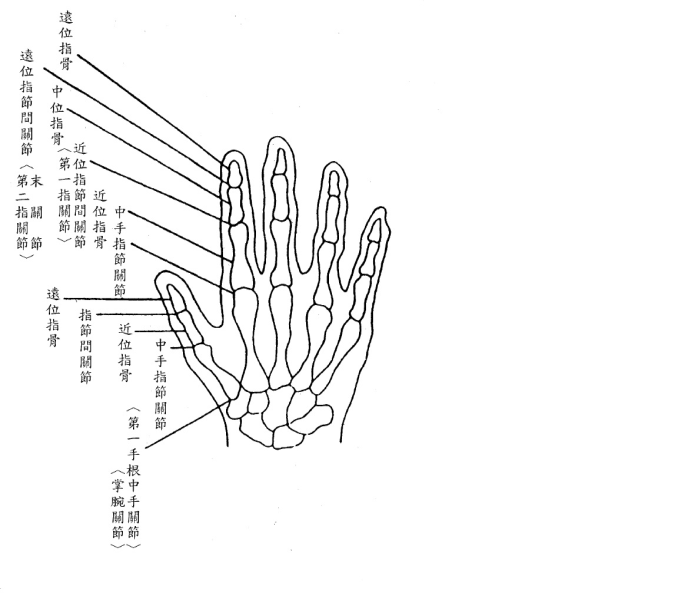 遠位指骨
遠位指節間關節〈末關節
第二指關節〉
中位指骨
近位指節間關節
〈第一指關節〉
近位指骨
中手指節關節
遠位指骨
指節間關節
近位指骨
中手指節關節
〈第一手根中手關節〉
〈掌腕關節〉